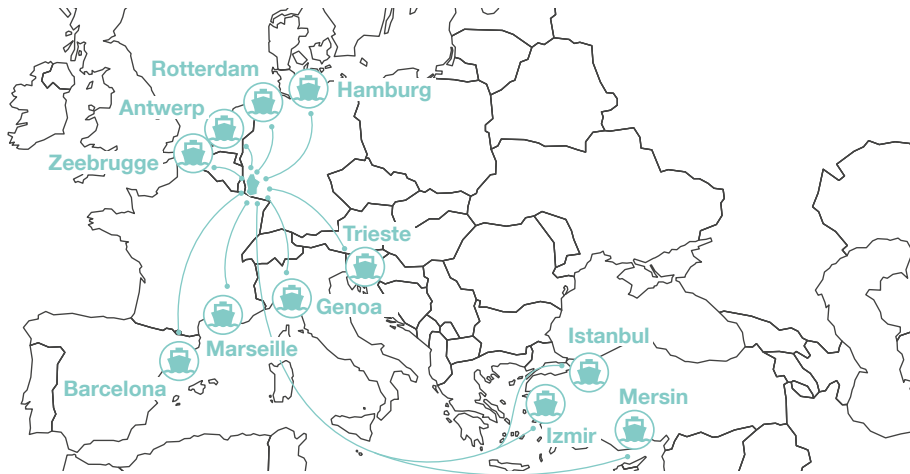 Rotterdam
Hamburg
Antwerp
Zeebrugge
Trieste
Genoa
Marseille
Istanbul
Barcelona
Mersin
Izmir